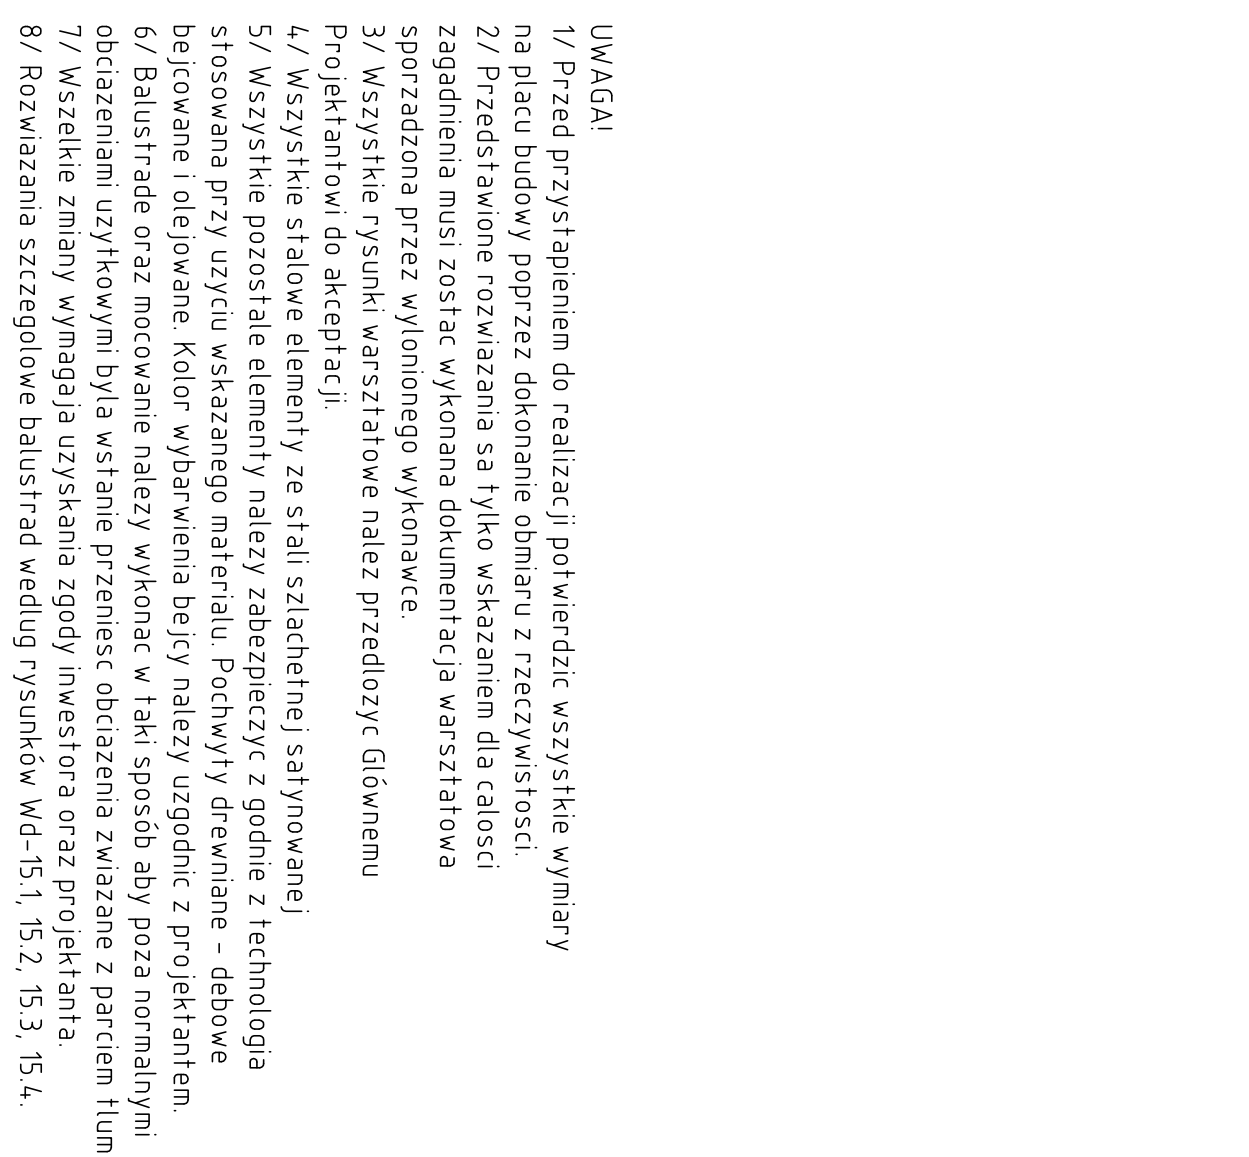 UWAGA!
1/ Przed przystapieniem do realizacji potwierdzic wszystkie wymiary
na placu budowy poprzez dokonanie obmiaru z rzeczywistosci.
2/ Przedstawione rozwiazania sa tylko wskazaniem dla calosci
zagadnienia musi zostac wykonana dokumentacja warsztatowa
sporzadzona przez wylonionego wykonawce.
3/ Wszystkie rysunki warsztatowe nalez przedlozyc Glównemu
Projektantowi do akceptacji.
4/ Wszystkie stalowe elementy ze stali szlachetnej satynowanej
5/ Wszystkie pozostale elementy nalezy zabezpieczyc z godnie z technologia
stosowana przy uzyciu wskazanego materialu. Pochwyty drewniane - debowe
bejcowane i olejowane. Kolor wybarwienia bejcy nalezy uzgodnic z projektantem.
6/ Balustrade oraz mocowanie nalezy wykonac w taki sposób aby poza normalnymi
obciazeniami uzytkowymi byla wstanie przeniesc obciazenia zwiazane z parciem tlum
7/ Wszelkie zmiany wymagaja uzyskania zgody inwestora oraz projektanta.
8/ Rozwiazania szczegolowe balustrad wedlug rysunków Wd-15.1, 15.2, 15.3, 15.4.